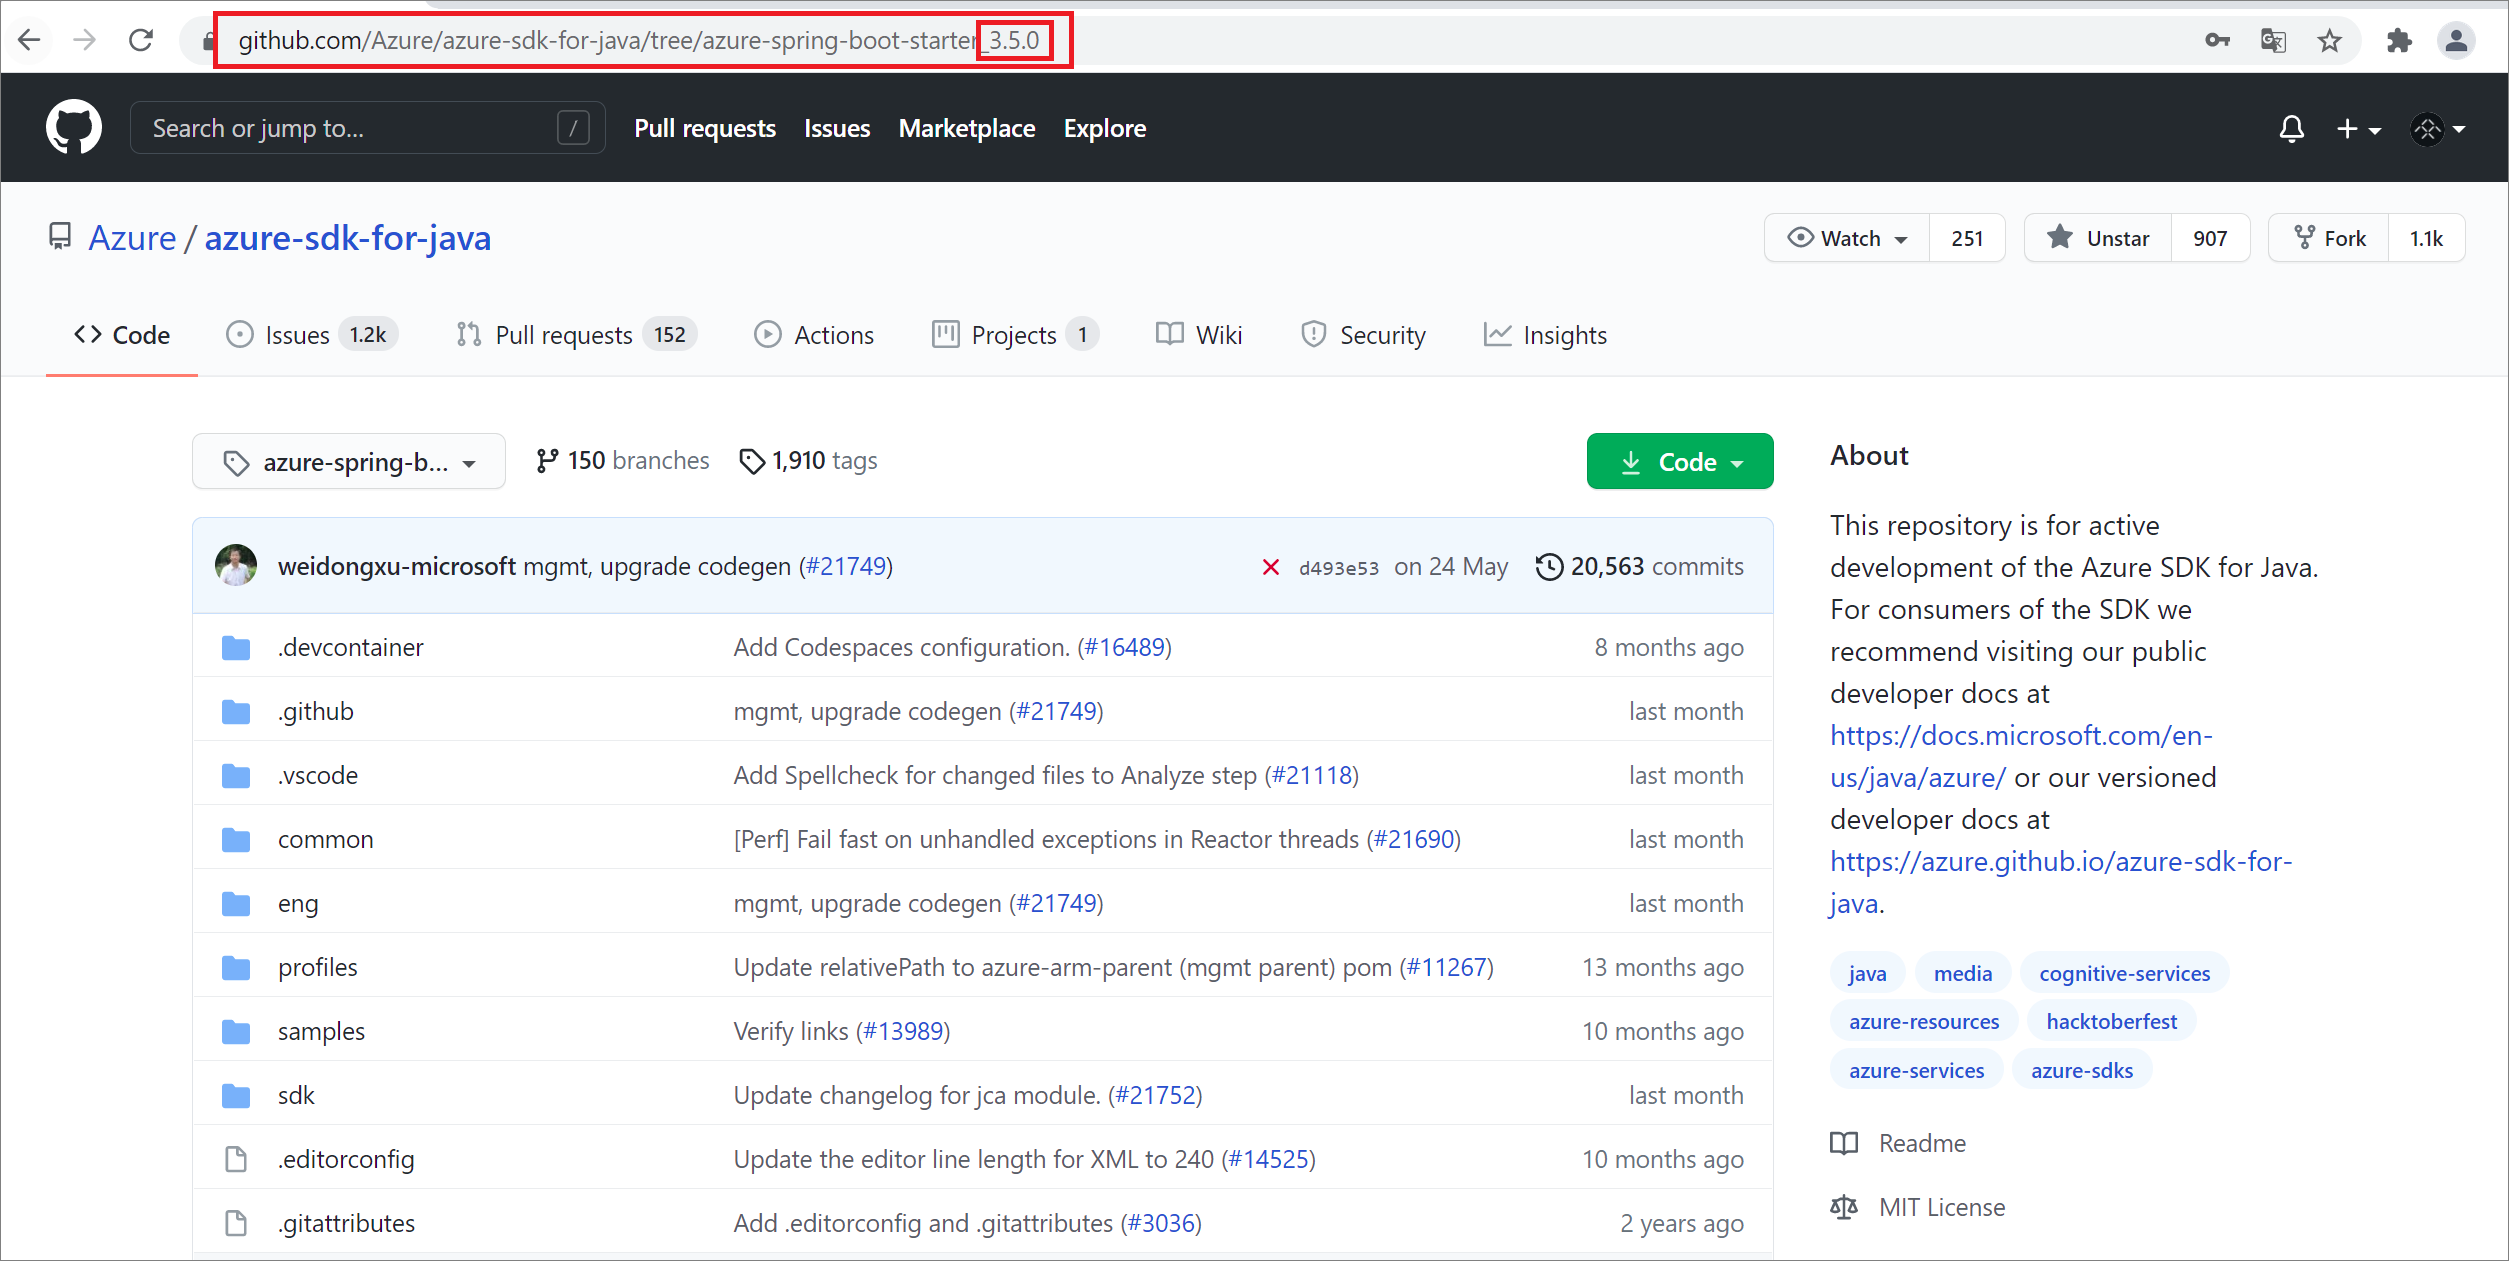 github.com/Azure/azure-sdk-for-java/tree/azure-spring-boot-starter_3.5.0
Search or jump to... /
Pull requests Issues Marketplace Explore
Azure / azure-sdk-for-java
Watch 251 Unstar 907 Fork 1.1k
Code Issues 1.2k Pull requests 152 Actions Projects 1 Wiki Security Insights
azure-spring-b... 150 branches 1,910 tags Code
weidongxu-microsoft mgmt, upgrade codegen (#21749) d493e53 on 24 May 20,563 commits
.devcontainer Add Codespaces configuration. (#16489) 8 months ago
.github mgmt, upgrade codegen (#21749) last month
.vscode Add Spellcheck for changed files to Analyze step (#21118) last month
common [Perf] Fail fast on unhandled exceptions in Reactor threads (#21690) last month
eng mgmt, upgrade codegen (#21749) last month
profiles Update relativePath to azure-arm-parent (mgmt parent) pom (#11267) 13 months ago
samples Verify links (#13989) 10 months ago
sdk Update changelog for jca module. (#21752) last month
.editorconfig Update the editor line length for XML to 240 (#14525) 10 months ago
.gitattributes Add .editorconfig and .gitattributes (#3036) 2 years ago
About
This repository is for active
development of the Azure SDK for Java.
For consumers of the SDK we
recommend visiting our public
developer docs at
https://docs.microsoft.com/en-
us/java/azure/ or our versioned
developer docs at
https://azure.github.io/azure-sdk-for-
java.
java media cognitive-services
azure-resources hacktoberfest
azure-services azure-sdks
Readme
MIT License